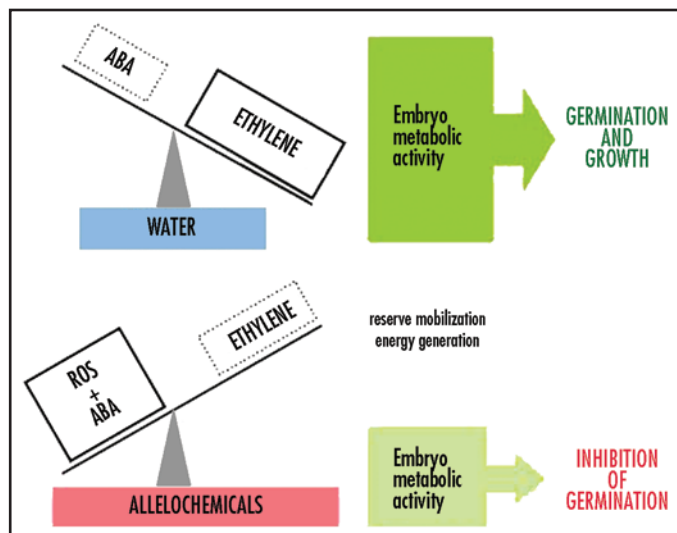 ABA
ETHYLENE
WATER
Embryo
metabolic
activity
GERMINATION
AND
GROWTH
reserve mobilization
energy generation
ROS
+
ABA
ETHYLENE
ALLELOCHEMICALS
Embryo
metabolic
activity
INHIBITION
OF
GERMINATION